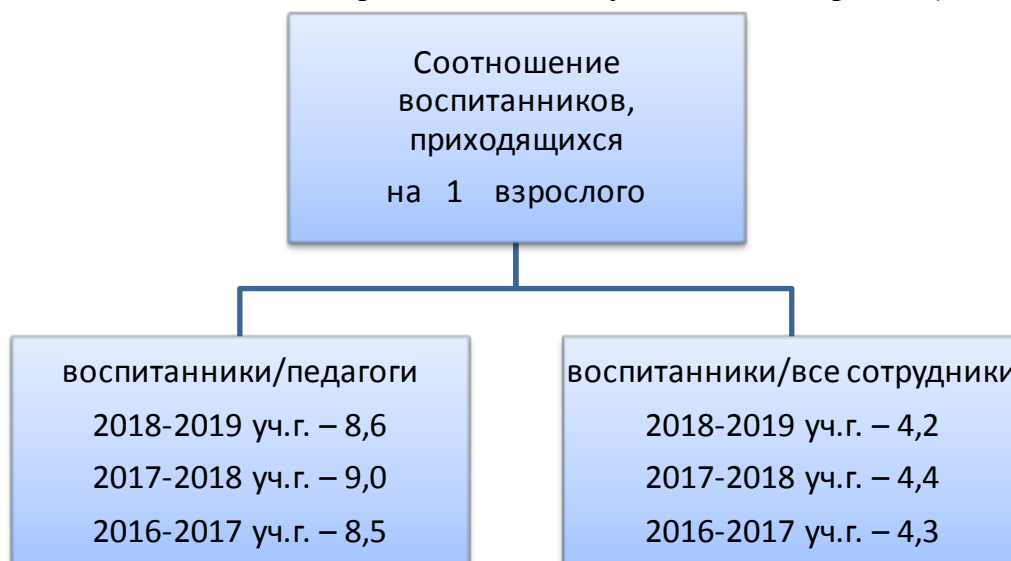 Соотношение
воспитанников,
приходящихся
на 1 взрослого
воспитанники/педагоги
2018-2019 уч.г. – 8,6
2017-2018 уч.г. – 9,0
2016-2017 уч.г. – 8,5
воспитанники/все сотрудники
2018-2019 уч.г. – 4,2
2017-2018 уч.г. – 4,4
2016-2017 уч.г. – 4,3